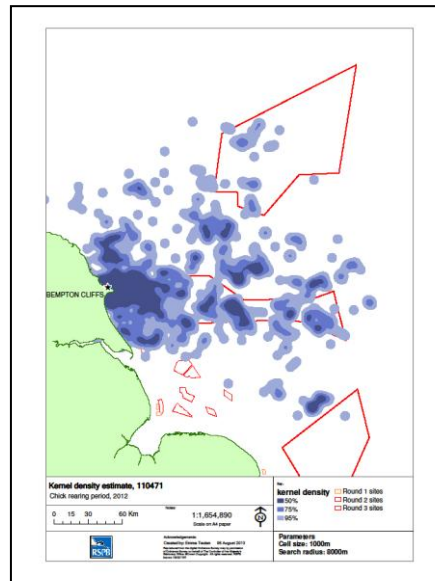 BEMPTON CLIFFS
Kernel density estimate, 110471
Chick rearing period, 2012
0 15 30 60 Km
1:1,654,890
Scale on A4 paper
kernel density
50%
75%
95%
Round 1 sites
Round 2 sites
Round 3 sites
RSPB
Parameters
Cell size: 1000m
Search radius: 8000m